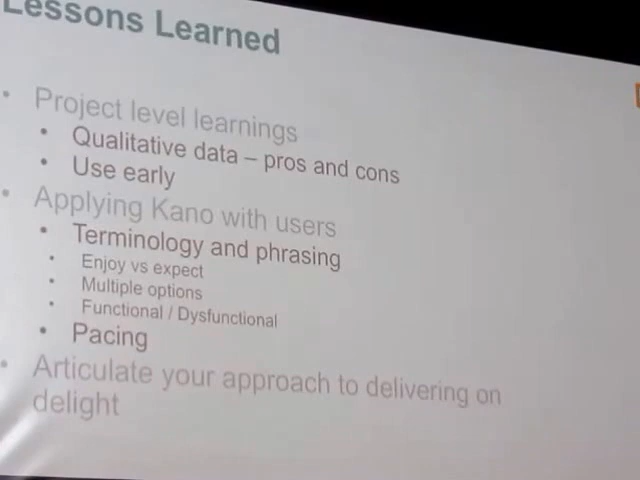 Lessons Learned
Project level learnings
Qualitative data – pros and cons
Use early
Applying Kano with users
Terminology and phrasing
Enjoy vs expect
Multiple options
Functional / Dysfunctional
Pacing
Articulate your approach to delivering on
delight